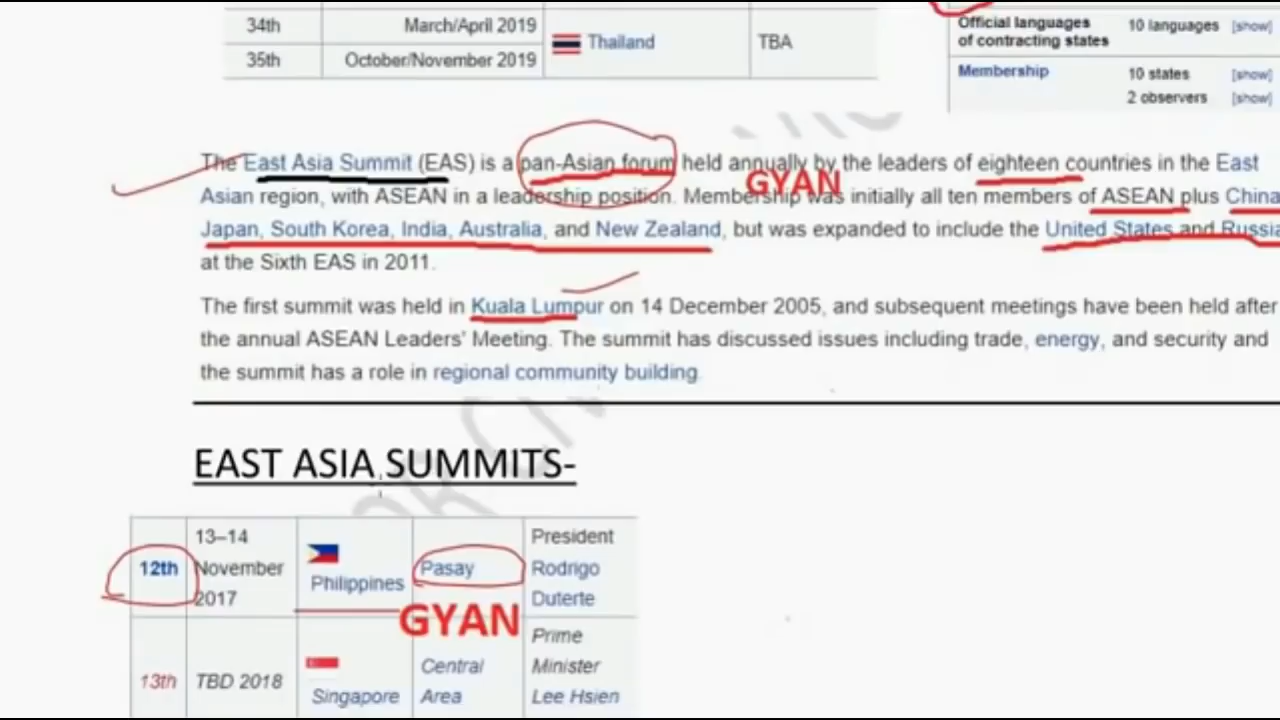 34th March/April 2019 Thailand TBA
35th October/November 2019
Official languages of contracting states 10 languages [show]
Membership 10 states [show]
2 observers [show]
The East Asia Summit (EAS) is a pan-Asian forum held annually by the leaders of eighteen countries in the East
Asian region, with ASEAN in a leadership position. Membership was initially all ten members of ASEAN plus China
GYAN
Japan, South Korea, India, Australia, and New Zealand, but was expanded to include the United States and Russia
at the Sixth EAS in 2011.
The first summit was held in Kuala Lumpur on 14 December 2005, and subsequent meetings have been held after
the annual ASEAN Leaders' Meeting. The summit has discussed issues including trade, energy, and security and
the summit has a role in regional community building.
EAST ASIA SUMMITS-
12th 13–14 November 2017 Philippines Pasay President Rodrigo Duterte
GYAN
13th TBD 2018 Singapore Central Area Prime Minister Lee Hsien